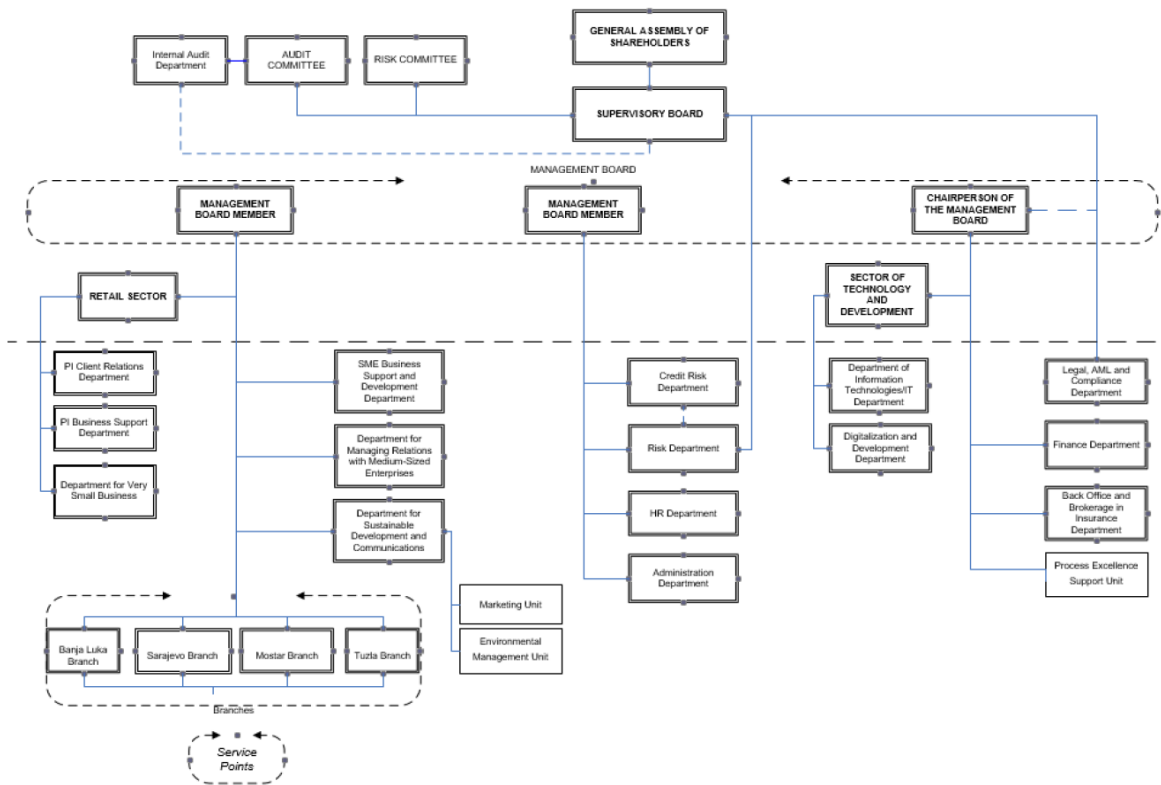 GENERAL ASSEMBLY OF
SHAREHOLDERS
Internal Audit
Department
AUDIT
COMMITTEE
RISK COMMITTEE
SUPERVISORY BOARD
MANAGEMENT BOARD
MANAGEMENT
BOARD MEMBER
MANAGEMENT
BOARD MEMBER
CHAIRPERSON OF
THE MANAGEMENT
BOARD
RETAIL SECTOR
SECTOR OF
TECHNOLOGY
AND
DEVELOPMENT
PI Client Relations
Department
PI Business Support
Department
Department for Very
Small Business
SME Business
Support and
Development
Department
Department for
Managing Relations
with Medium-Sized
Enterprises
Department for
Sustainable
Development and
Communications
Marketing Unit
Environmental
Management Unit
Credit Risk
Department
Risk Department
HR Department
Administration
Department
Department of
Information
Technologies/IT
Department
Digitalization and
Development
Department
Legal, AML and
Compliance
Department
Finance Department
Back Office and
Brokerage in
Insurance
Department
Process Excellence
Support Unit
Banja Luka
Branch
Sarajevo Branch
Mostar Branch
Tuzla Branch
Branches
Service
Points